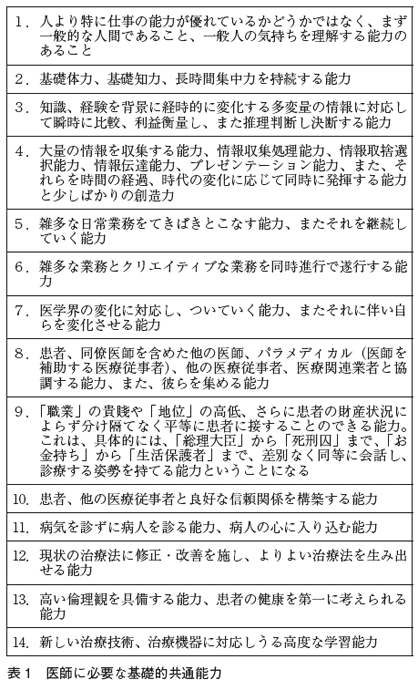 1．人より特に仕事の能力が優れているかどうかではなく、まず
一般的な人間であること、一般人の気持ちを理解する能力の
あること
2．基礎体力、基礎知力、長時間集中力を持続する能力
3．知識、経験を背景に経時的に変化する多変量の情報に対応し
て瞬時に比較、利益衡量し、また推理判断し決断する能力
4．大量の情報を収集する能力、情報収集処理能力、情報取捨選
択能力、情報伝達能力、プレゼンテーション能力、また、そ
れらを時間の経過、時代の変化に応じて同時に発揮する能力
と少しばかりの創造力
5．雑多な日常業務をてきぱきとこなす能力、またそれを継続し
ていく能力
6．雑多な業務とクリエイティブな業務を同時進行で遂行する能
力
7．医学界の変化に対応し、ついていく能力、またそれに伴い自
らを変化させる能力
8．患者、同僚医師を含めた他の医師、パラメディカル（医師を
補助する医療従事者）、他の医療従事者、医療関連業者と協
調する能力、また、彼らを集める能力
9．「職業」の貴賤や「地位」の高低、さらに患者の財産状況に
よらず分け隔てなく平等に患者に接することのできる能力。
これは、具体的には、「総理大臣」から「死刑囚」まで、「お
金持ち」から「生活保護者」まで、差別なく同等に会話し、
診療する姿勢を持てる能力ということになる
10．患者、他の医療従事者と良好な信頼関係を構築する能力
11．病気を診ずに病人を診る能力、病人の心に入り込む能力
12．現状の治療法に修正・改善を施し、よりよい治療法を生み出
せる能力
13．高い倫理観を具備する能力、患者の健康を第一に考えられる
能力
14．新しい治療技術、治療機器に対応しうる高度な学習能力
表1　医師に必要な基礎的共通能力